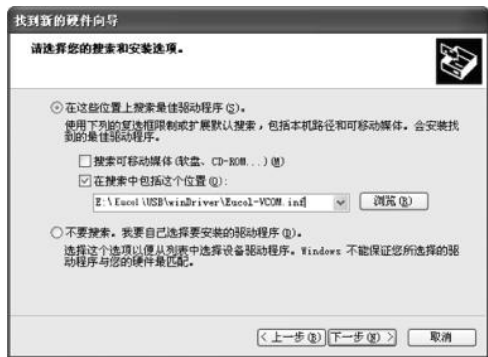 找到新的硬件向导
请选择您的搜索和安装选项。
在这些位置上搜索最佳驱动程序(S)。
使用下列的复选框限制或扩展默认搜索，包括本机路径和可移动媒体。会安装找
到的最佳驱动程序。
搜索可移动媒体(软盘、CD-ROM...)(M)
在搜索中包括这个位置(O):
E:\Eucol\USB\winDriver\Eucol-VCOM.inf
浏览(R)
不要搜索。我要自己选择要安装的驱动程序(D)。
选择这个选项以便从列表中选择设备驱动程序。Windows 不能保证您所选择的驱
动程序与您的硬件最匹配。
<上一步(B) 下一步(N)> 取消